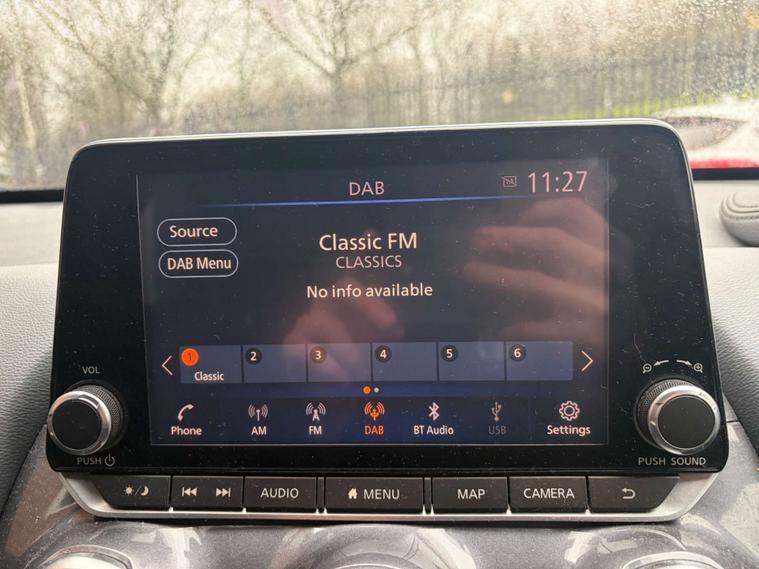 DAB
11:27
Source
DAB Menu
Classic FM
CLASSICS
No info available
1 2 3 4 5 6
Classic
Phone AM FM DAB BT Audio USB Settings
VOL
PUSH
PUSH SOUND
AUDIO MENU MAP CAMERA